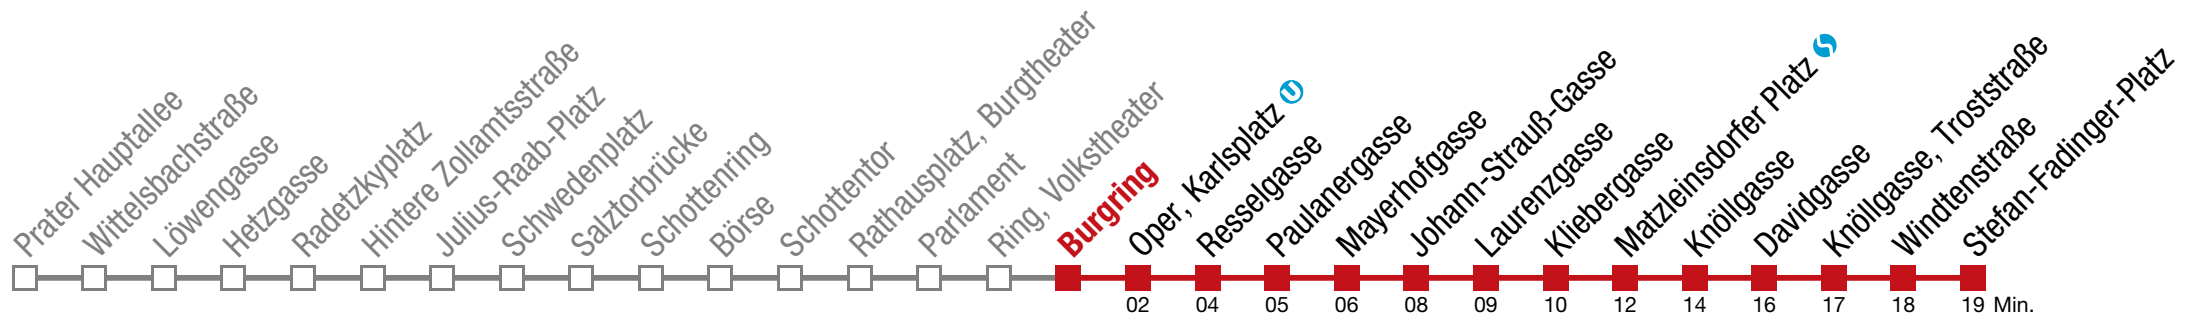 Prater Hauptallee
Wittelsbachstraße
Löwengasse
Hetzgasse
Radetzkyplatz
Hintere Zollamtsstraße
Julius-Raab-Platz
Schwedenplatz
Salztorbrücke
Schottenring
Börse
Schottentor
Rathausplatz, Burgtheater
Parlament
Ring, Volkstheater
Burgring
Oper, Karlsplatz U
Resselgasse
Paulanergasse
Mayerhofgasse
Johann-Strauß-Gasse
Laurenzgasse
Kliebergasse
Matzleinsdorfer Platz S
Knöllgasse
Davidgasse
Knöllgasse, Troststraße
Windtenstraße
Stefan-Fadinger-Platz
02 04 05 06 08 09 10 12 14 16 17 18 19 Min.